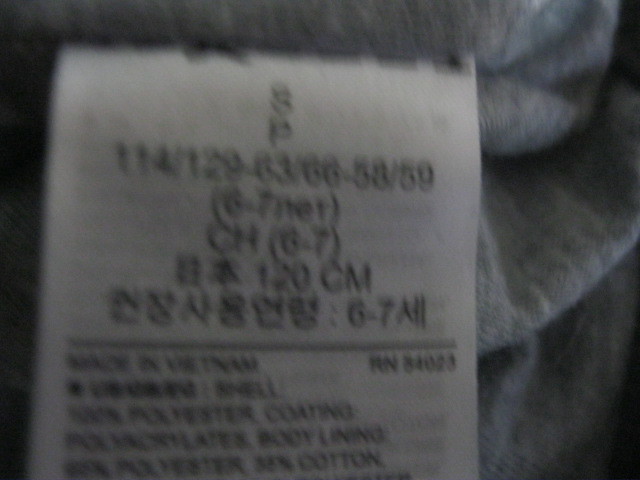 S
P
114/129-63/66-58/59
(6-7лет)
CH (6-7)
日本 120 CM
권장사용연령 : 6-7세
MADE IN VIETNAM RN 54023
: SHELL:
100% POLYESTER, COATING:
POLYACRYLATES, BODY LINING:
65% POLYESTER, 35% COTTON,